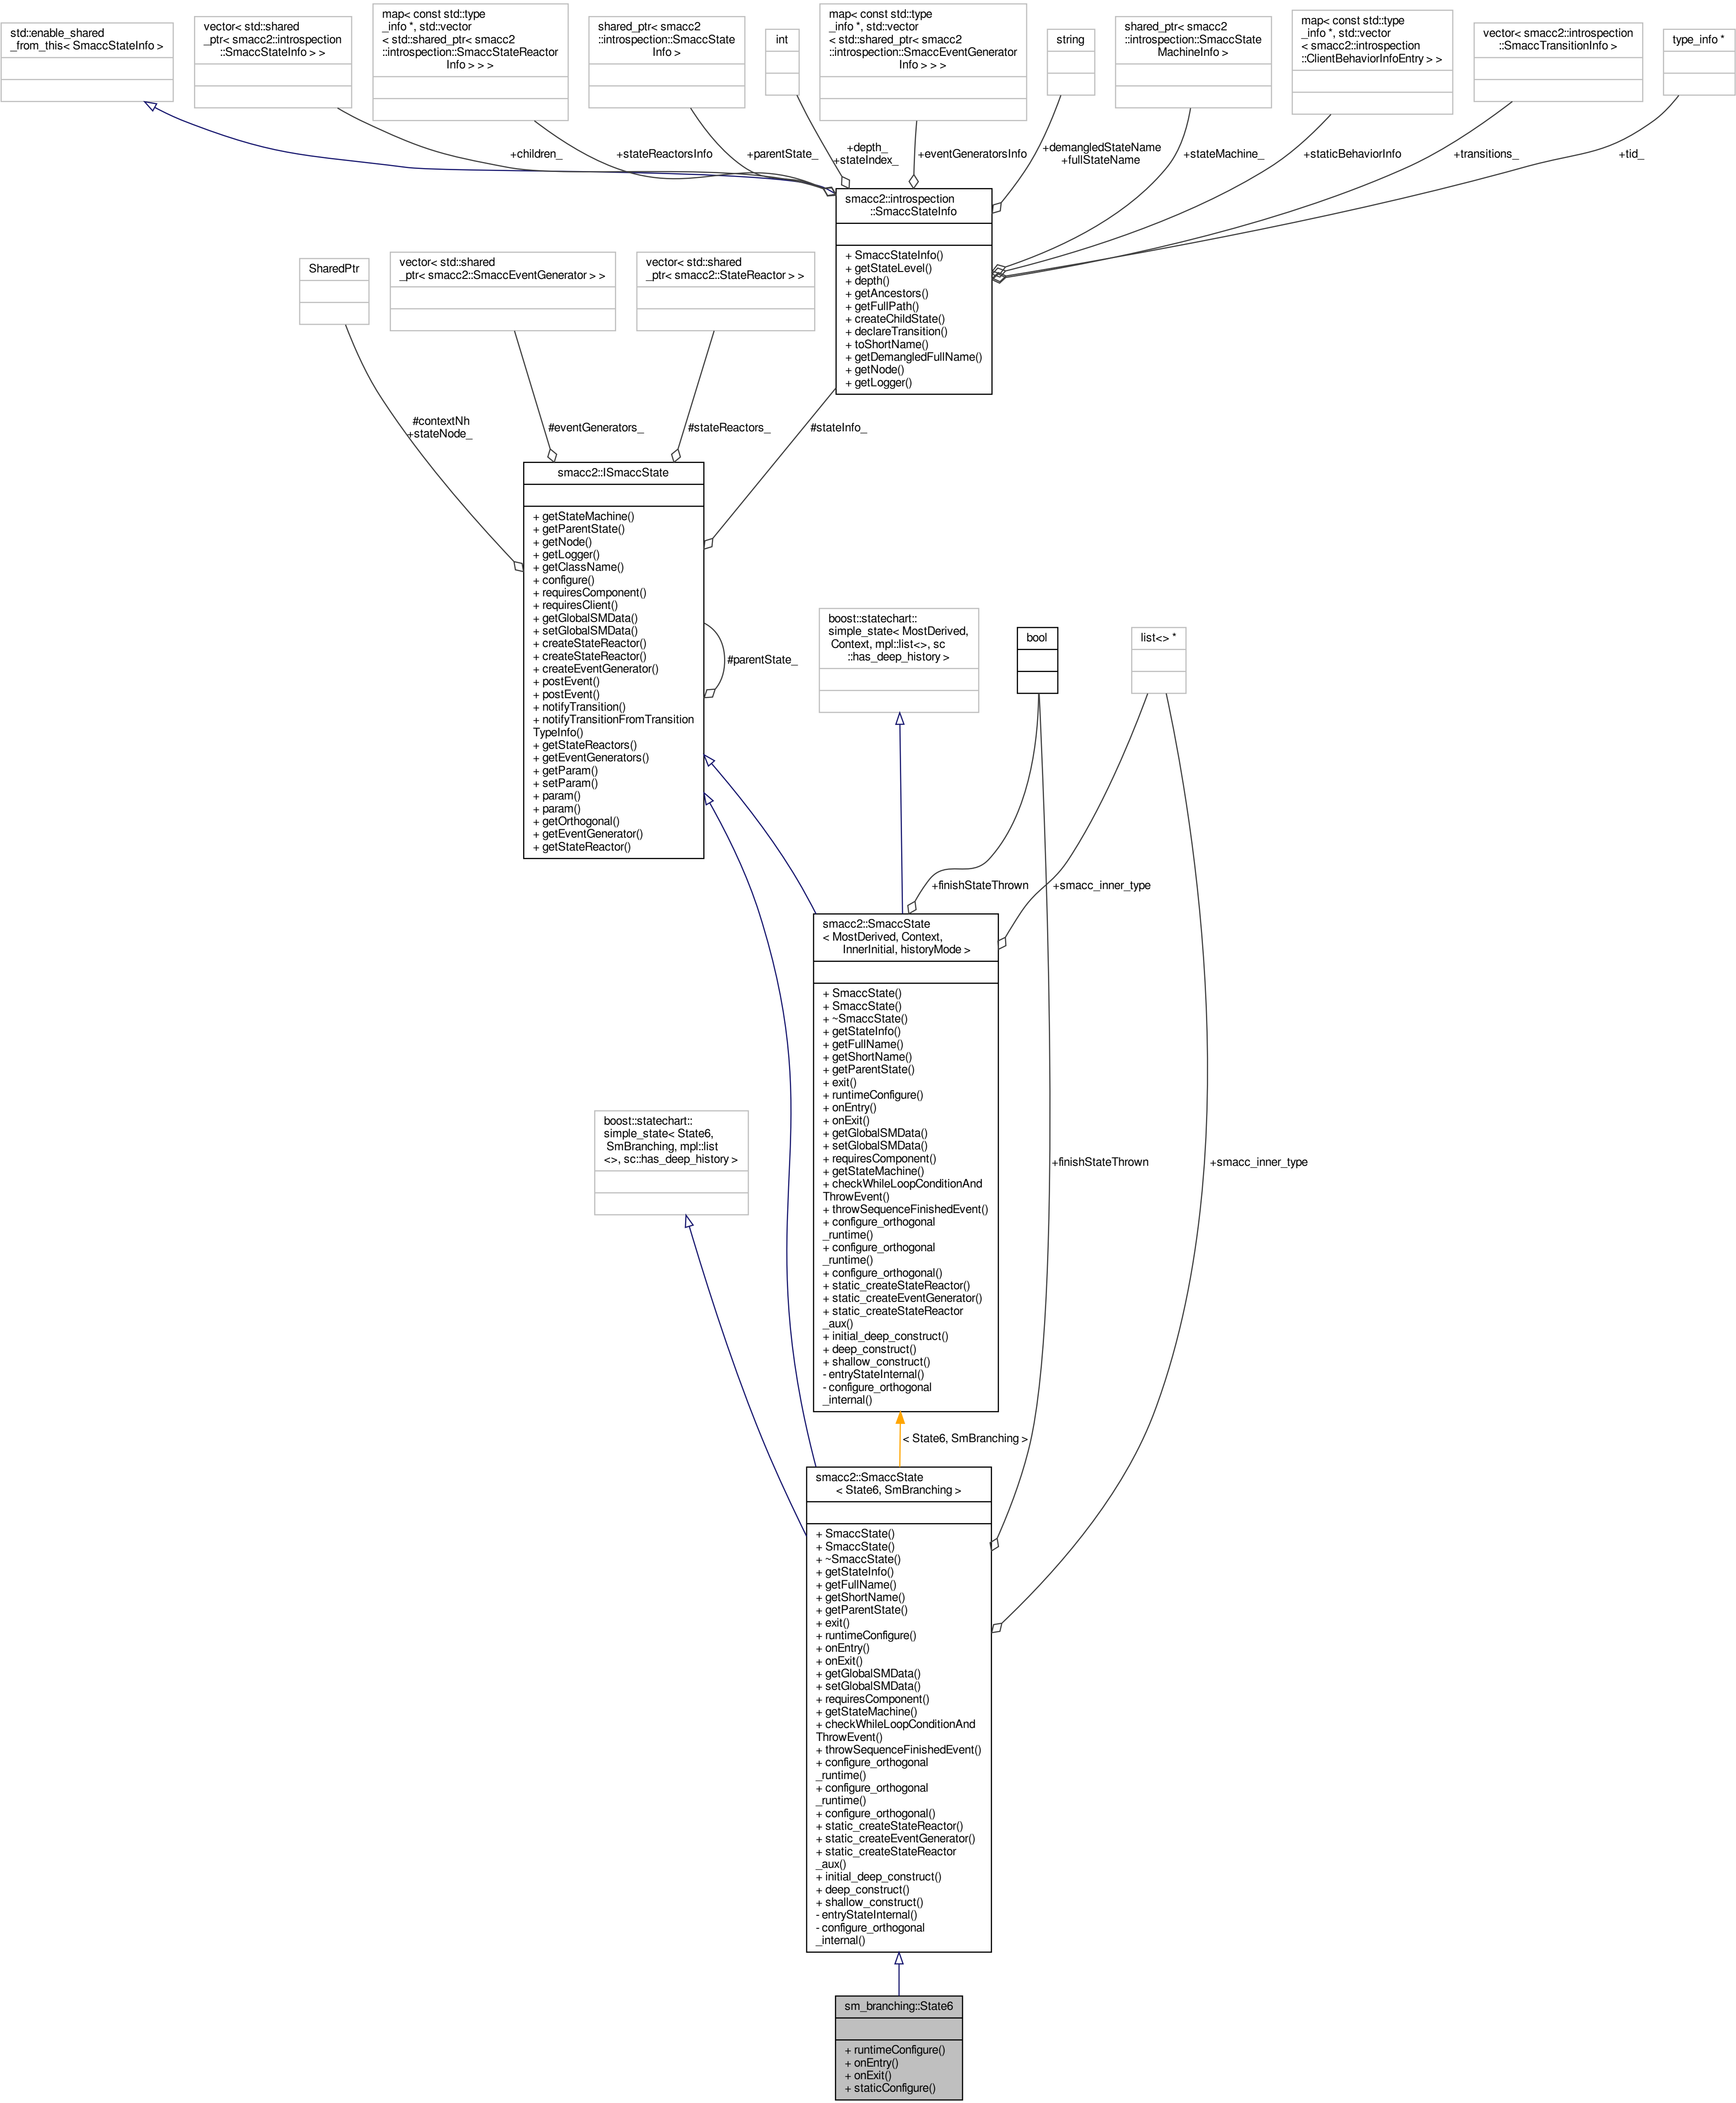 std::enable_shared
_from_this< SmaccStateInfo >
vector< std::shared
_ptr< smacc2::introspection
::SmaccStateInfo > >
map< const std::type
_info *, std::vector
< std::shared_ptr< smacc2
::introspection::SmaccStateReactor
Info > > >
shared_ptr< smacc2
::introspection::SmaccState
Info >
int
map< const std::type
_info *, std::vector
< std::shared_ptr< smacc2
::introspection::SmaccEventGenerator
Info > > >
string
shared_ptr< smacc2
::introspection::SmaccState
MachineInfo >
map< const std::type
_info *, std::vector
< smacc2::introspection
::ClientBehaviorInfoEntry > >
vector< smacc2::introspection
::SmaccTransitionInfo >
type_info *
+children_
+stateReactorsInfo
+parentState_
+depth_
+stateIndex_
+eventGeneratorsInfo
+demangledStateName
+fullStateName
+stateMachine_
+staticBehaviorInfo
+transitions_
+tid_
smacc2::introspection
::SmaccStateInfo
+ SmaccStateInfo()
+ getStateLevel()
+ depth()
+ getAncestors()
+ getFullPath()
+ createChildState()
+ declareTransition()
+ toShortName()
+ getDemangledFullName()
+ getNode()
+ getLogger()
SharedPtr
vector< std::shared
_ptr< smacc2::SmaccEventGenerator > >
vector< std::shared
_ptr< smacc2::StateReactor > >
#contextNh
+stateNode_
#eventGenerators_
#stateReactors_
#stateInfo_
smacc2::ISmaccState
+ getStateMachine()
+ getParentState()
+ getNode()
+ getLogger()
+ getClassName()
+ configure()
+ requiresComponent()
+ requiresClient()
+ getGlobalSMData()
+ setGlobalSMData()
+ createStateReactor()
+ createStateReactor()
+ createEventGenerator()
+ postEvent()
+ postEvent()
+ notifyTransition()
+ notifyTransitionFromTransition
TypeInfo()
+ getStateReactors()
+ getEventGenerators()
+ getParam()
+ setParam()
+ param()
+ param()
+ getOrthogonal()
+ getEventGenerator()
+ getStateReactor()
#parentState_
boost::statechart::
simple_state< MostDerived,
Context, mpl::list<>, sc
::has_deep_history >
bool
list<> *
+finishStateThrown
+smacc_inner_type
smacc2::SmaccState
< MostDerived, Context,
InnerInitial, historyMode >
+ SmaccState()
+ SmaccState()
+ ~SmaccState()
+ getStateInfo()
+ getFullName()
+ getShortName()
+ getParentState()
+ exit()
+ runtimeConfigure()
+ onEntry()
+ onExit()
+ getGlobalSMData()
+ setGlobalSMData()
+ requiresComponent()
+ getStateMachine()
+ checkWhileLoopConditionAnd
ThrowEvent()
+ throwSequenceFinishedEvent()
+ configure_orthogonal
_runtime()
+ configure_orthogonal
_runtime()
+ configure_orthogonal()
+ static_createStateReactor()
+ static_createEventGenerator()
+ static_createStateReactor
_aux()
+ initial_deep_construct()
+ deep_construct()
+ shallow_construct()
- entryStateInternal()
- configure_orthogonal
_internal()
boost::statechart::
simple_state< State6,
SmBranching, mpl::list
<>, sc::has_deep_history >
+finishStateThrown
+smacc_inner_type
< State6, SmBranching >
smacc2::SmaccState
< State6, SmBranching >
+ SmaccState()
+ SmaccState()
+ ~SmaccState()
+ getStateInfo()
+ getFullName()
+ getShortName()
+ getParentState()
+ exit()
+ runtimeConfigure()
+ onEntry()
+ onExit()
+ getGlobalSMData()
+ setGlobalSMData()
+ requiresComponent()
+ getStateMachine()
+ checkWhileLoopConditionAnd
ThrowEvent()
+ throwSequenceFinishedEvent()
+ configure_orthogonal
_runtime()
+ configure_orthogonal
_runtime()
+ configure_orthogonal()
+ static_createStateReactor()
+ static_createEventGenerator()
+ static_createStateReactor
_aux()
+ initial_deep_construct()
+ deep_construct()
+ shallow_construct()
- entryStateInternal()
- configure_orthogonal
_internal()
sm_branching::State6
+ runtimeConfigure()
+ onEntry()
+ onExit()
+ staticConfigure()